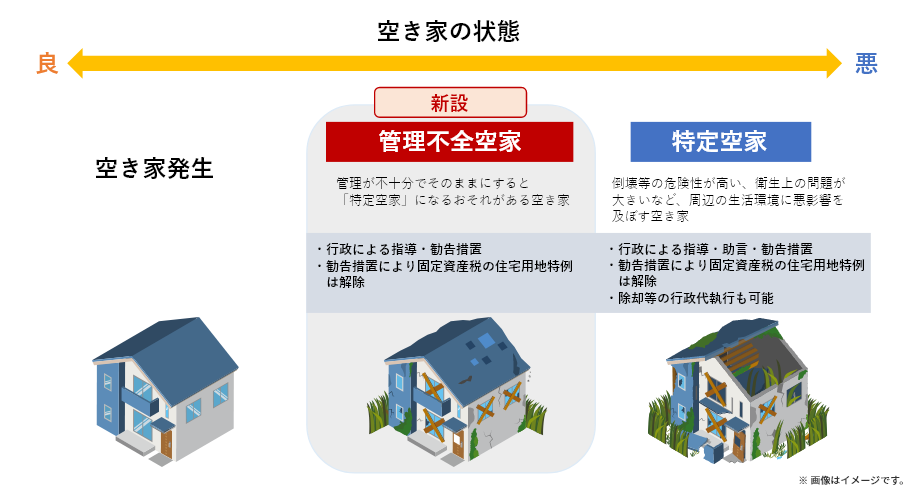 空き家の状態
良
悪
新設
管理不全空家
特定空家
空き家発生
管理が不十分でそのままにすると
「特定空家」になるおそれがある空き家
倒壊等の危険性が高い、衛生上の問題が
大きいなど、周辺の生活環境に悪影響を
及ぼす空き家
・行政による指導・勧告措置
・勧告措置により固定資産税の住宅用地特例
は解除
・行政による指導・助言・勧告措置
・勧告措置により固定資産税の住宅用地特例
は解除
・除却等の行政代執行も可能
※ 画像はイメージです。